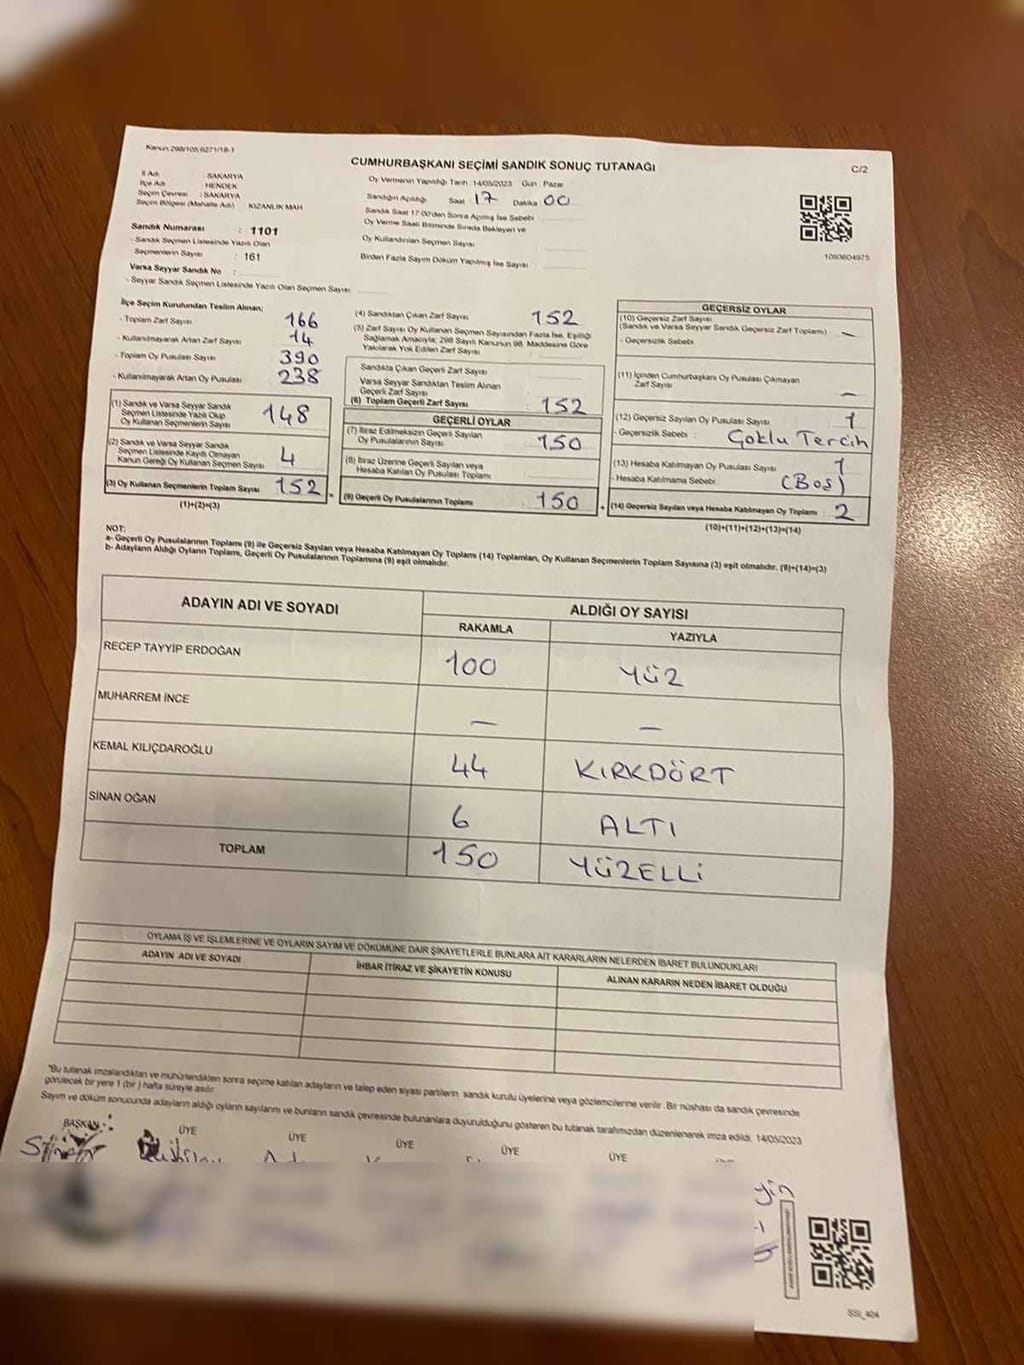 Kanun:298/105 6271/18-1
CUMHURBAŞKANI SEÇİMİ SANDIK SONUÇ TUTANAĞI
C/2
İl Adı : SAKARYA
İlçe Adı : HENDEK
Seçim Çevresi : SAKARYA
Seçim Bölgesi (Mahalle Adı) : KIZANLIK MAH
Sandık Numarası : 1101
- Sandık Seçmen Listesinde Yazılı Olan
Seçmenlerin Sayısı : 161
Varsa Seyyar Sandık No :
- Seyyar Sandık Seçmen Listesinde Yazılı Olan Seçmen Sayısı:
Oy Vermenin Yapıldığı Tarih : 14/05/2023 Gün : Pazar
Sandığın Açıldığı Saat 17 Dakika 00
Sandık Saat 17:00'den Sonra Açılmış İse Sebebi
Oy Verme Saati Bitiminde Sırada Bekleyen ve
Oy Kullandırılan Seçmen Sayısı
Birden Fazla Sayım Döküm Yapılmış İse Sayısı
1093604975
İlçe Seçim Kurulundan Teslim Alınan;
- Toplam Zarf Sayısı 166
- Kullanılmayarak Artan Zarf Sayısı 14
- Toplam Oy Pusulası Sayısı 390
- Kullanılmayarak Artan Oy Pusulası 238
(1) Sandık ve Varsa Seyyar Sandık
Seçmen Listesinde Yazılı Olup
Oy Kullanan Seçmenlerin Sayısı 148
(2) Sandık ve Varsa Seyyar Sandık
Seçmen Listesinde Kayıtlı Olmayan
Kanun Gereği Oy Kullanan Seçmen Sayısı 4
(3) Oy Kullanan Seçmenlerin Toplam Sayısı 152 =
(1)+(2)=(3)
(4) Sandıktan Çıkan Zarf Sayısı 152
(5) Zarf Sayısı Oy Kullanan Seçmen Sayısından Fazla İse, Eşitliği
Sağlamak Amacıyla; 298 Sayılı Kanunun 98. Maddesine Göre
Yakılarak Yok Edilen Zarf Sayısı
Sandıkta Çıkan Geçerli Zarf Sayısı
Varsa Seyyar Sandıktan Teslim Alınan
Geçerli Zarf Sayısı
(6) Toplam Geçerli Zarf Sayısı 152
GEÇERLİ OYLAR
(7) İtiraz Edilmeksizin Geçerli Sayılan
Oy Pusulalarının Sayısı 150
(8) İtiraz Üzerine Geçerli Sayılan veya
Hesaba Katılan Oy Pusulası Toplamı
(9) Geçerli Oy Pusulalarının Toplamı 150 +
GEÇERSİZ OYLAR
(10) Geçersiz Zarf Sayısı
(Sandık ve Varsa Seyyar Sandık Geçersiz Zarf Toplamı) : —
- Geçersizlik Sebebi :
(11) İçinden Cumhurbaşkanı Oy Pusulası Çıkmayan
Zarf Sayısı —
(12) Geçersiz Sayılan Oy Pusulası Sayısı : 1
- Geçersizlik Sebebi : Çoklu Tercih
(13) Hesaba Katılmayan Oy Pusulası Sayısı : 1
- Hesaba Katılmama Sebebi : (Boş)
(14) Geçersiz Sayılan veya Hesaba Katılmayan Oy Toplamı : 2
(10)+(11)+(12)+(13)=(14)
NOT:
a- Geçerli Oy Pusulalarının Toplamı (9) ile Geçersiz Sayılan veya Hesaba Katılmayan Oy Toplamı (14) Toplamları, Oy Kullanan Seçmenlerin Toplam Sayısına (3) eşit olmalıdır. (9)+(14)=(3)
b- Adayların Aldığı Oyların Toplamı, Geçerli Oy Pusulalarının Toplamına (9) eşit olmalıdır.
ADAYIN ADI VE SOYADI
ALDIĞI OY SAYISI
RAKAMLA YAZIYLA
RECEP TAYYİP ERDOĞAN 100 YÜZ
MUHARREM İNCE — —
KEMAL KILIÇDAROĞLU 44 KIRKDÖRT
SİNAN OĞAN 6 ALTI
TOPLAM 150 YÜZELLİ
OYLAMA İŞ VE İŞLEMLERİNE VE OYLARIN SAYIM VE DÖKÜMÜNE DAİR ŞİKAYETLERLE BUNLARA AİT KARARLARIN NELERDEN İBARET BULUNDUKLARI
ADAYIN ADI VE SOYADI İHBAR İTİRAZ VE ŞİKAYETİN KONUSU ALINAN KARARIN NEDEN İBARET OLDUĞU
"Bu tutanak imzalandıktan ve mühürlendikten sonra seçime katılan adayların ve talep eden siyasi partilerin sandık kurulu üyelerine veya gözlemcilerine verilir. Bir nüshası da sandık çevresinde
görülecek bir yere 1 (bir) hafta süreyle asılır.
Sayım ve döküm sonucunda adayların aldığı oyların sayılarını ve bunların sandık çevresinde bulunanlara duyurulduğunu gösteren bu tutanak tarafımızdan düzenlenerek imza edildi. 14/05/2023
BAŞKAN ÜYE ÜYE ÜYE ÜYE ÜYE
SSI_404